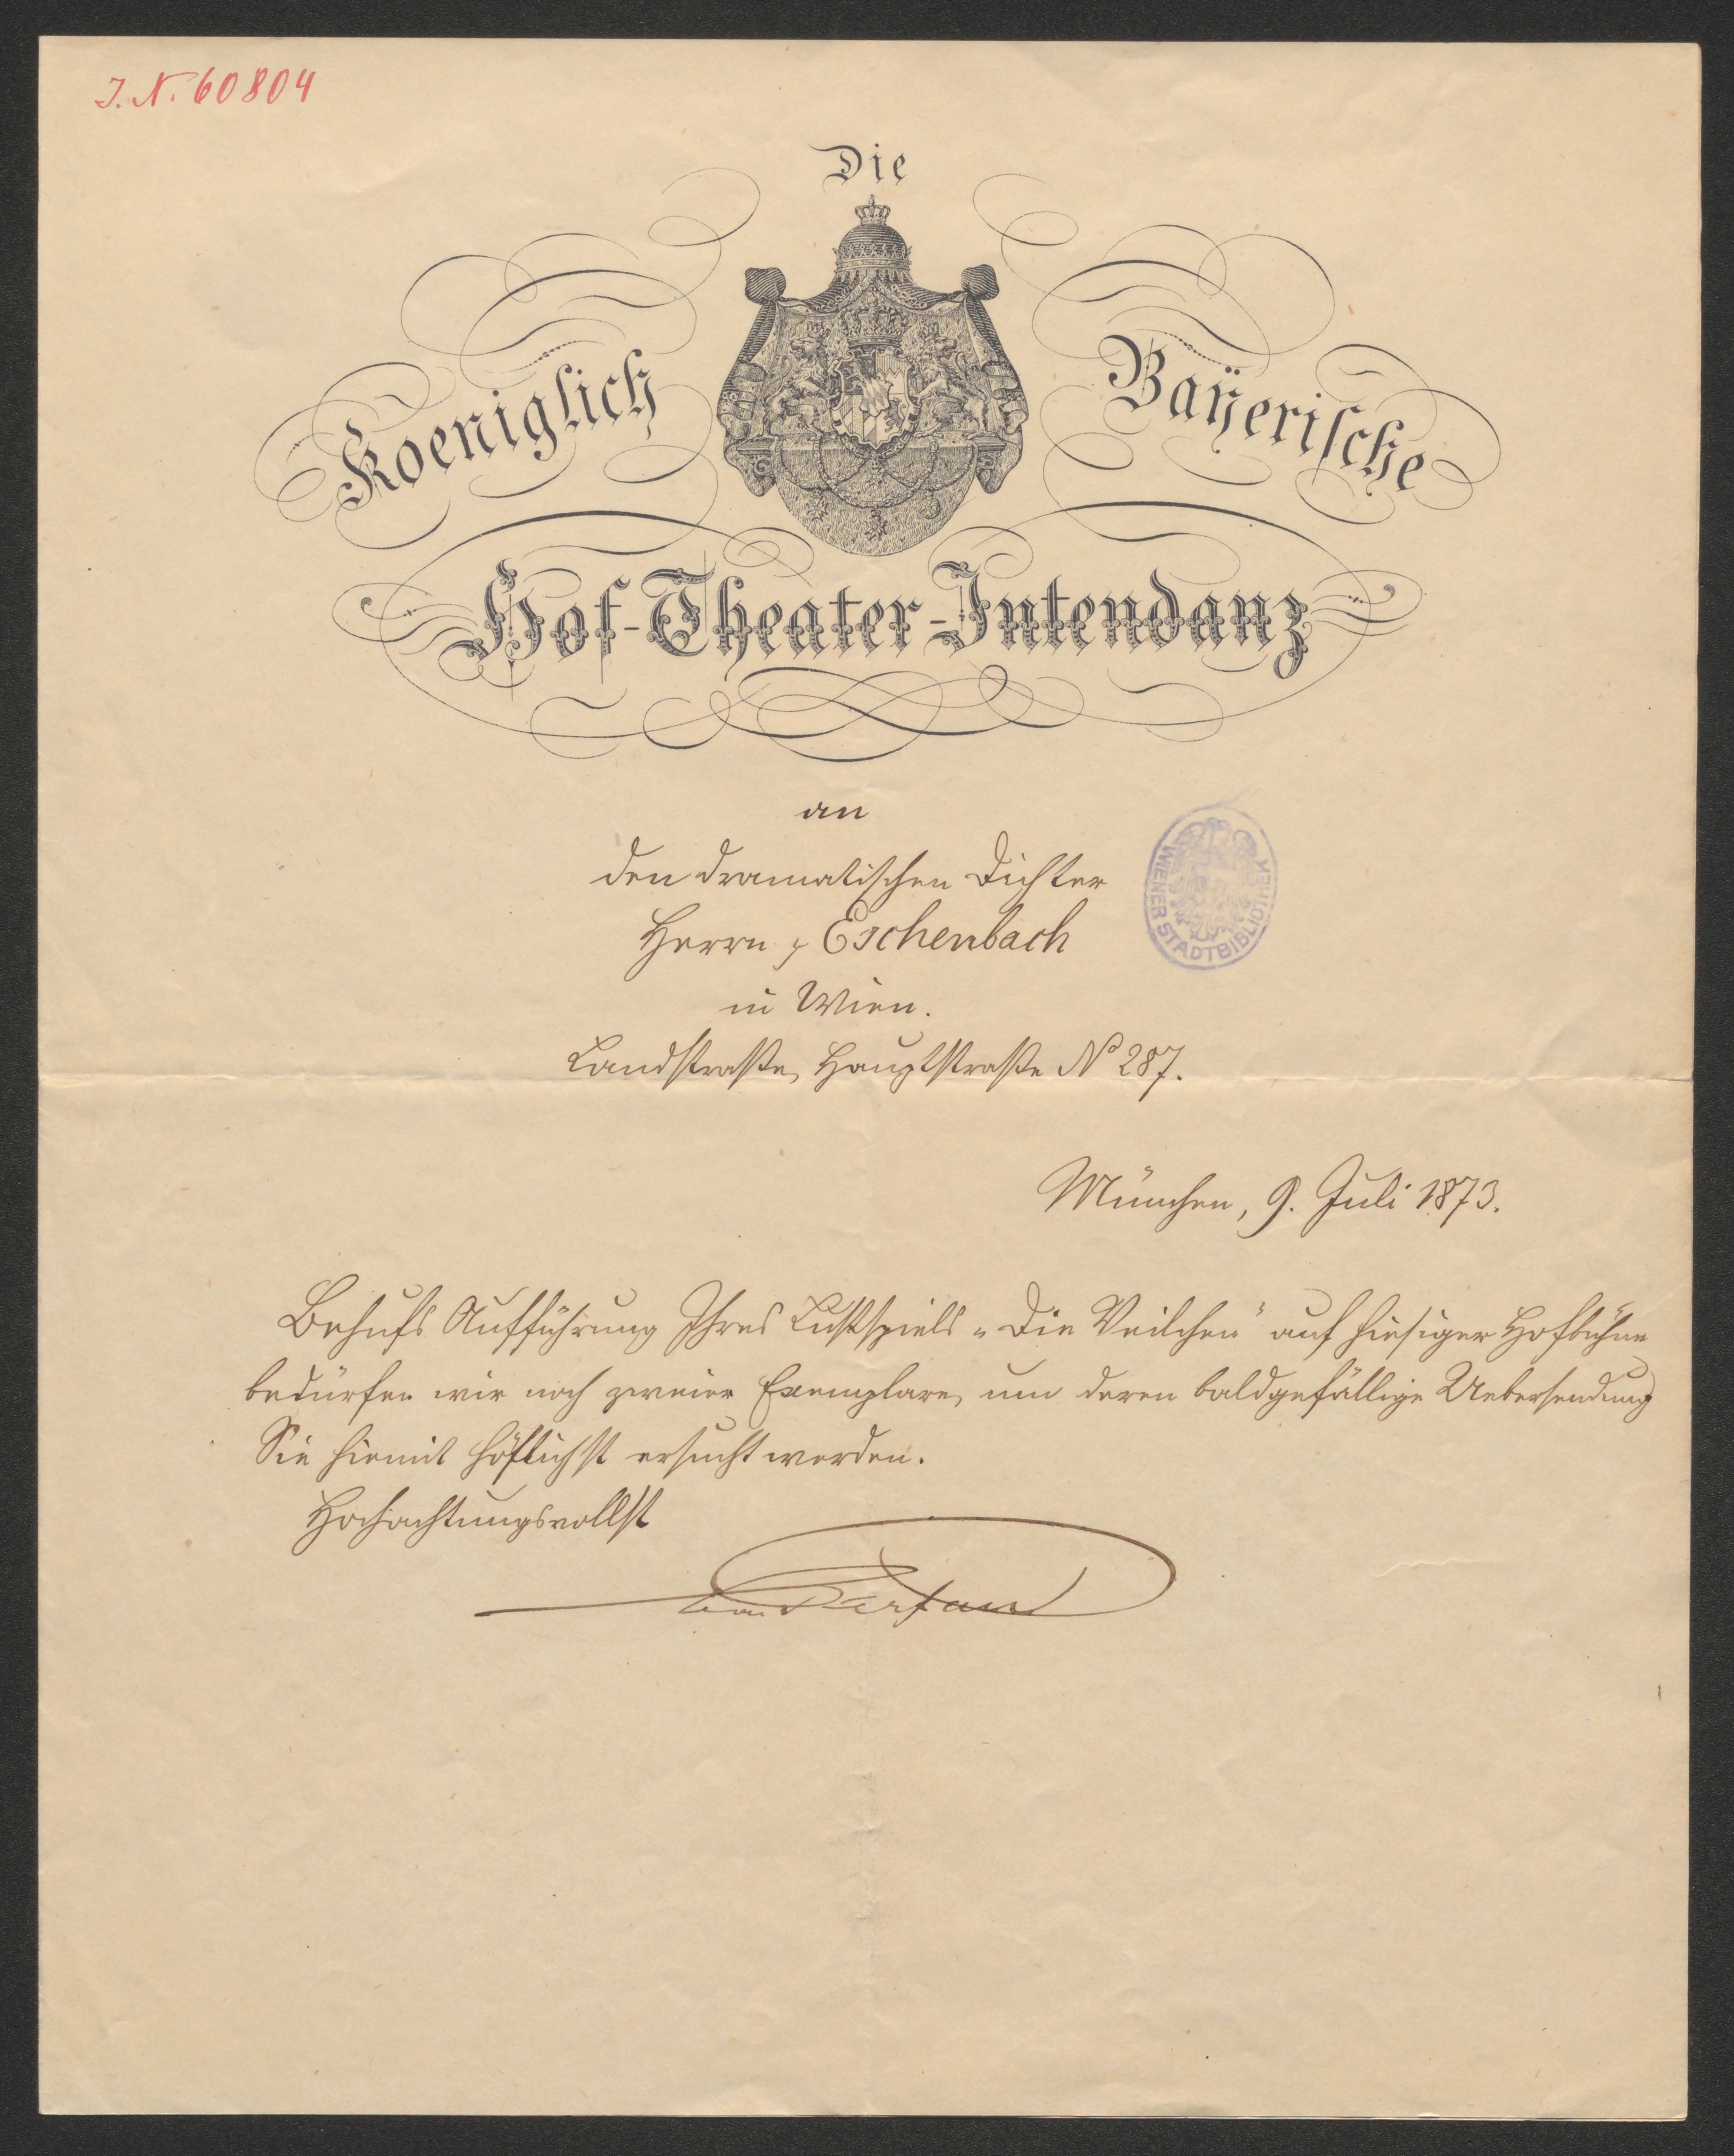 J. N. 60804
Die
Koeniglich Bayerische
Hof-Theater-Intendanz
an
den dramatischen Dichter
Herrn Eschenbach
in Wien.
WIENER STADTBIBLIOTHEK
Landstraße, Hauptstraße No 287.
München, 9. Juli 1873.
Behufs Aufführung Ihres Lustspiels „Die Veilchen" auf hiesiger Hofbühne
bedürfen wir noch zweier Exemplare, um deren baldgefällige Uebersendung
Sie hiemit höflichst ersucht werden.
Hochachtungsvollst